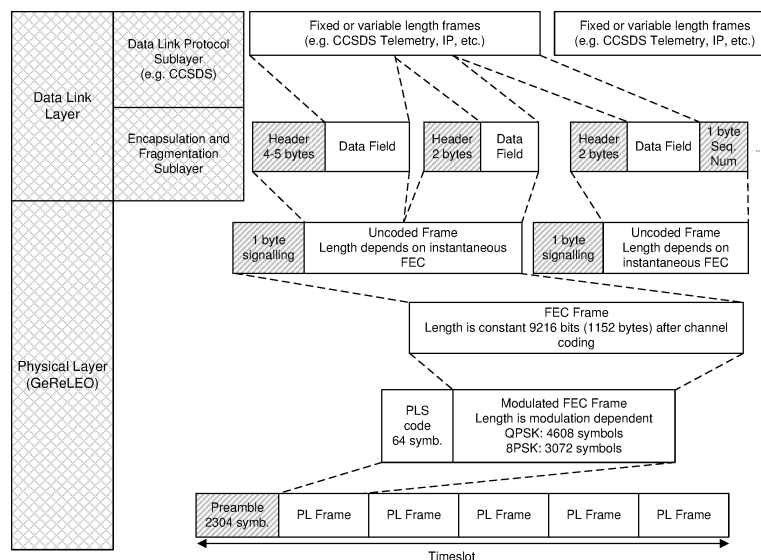 Data Link
Layer
Data Link Protocol
Sublayer
(e.g. CCSDS)
Fixed or variable length frames
(e.g. CCSDS Telemetry, IP, etc.)
Fixed or variable length frames
(e.g. CCSDS Telemetry, IP, etc.)
Encapsulation and
Fragmentation
Sublayer
Header
4-5 bytes
Data Field
Header
2 bytes
Data
Field
Header
2 bytes
Data Field
1 byte
Seq.
Num
...
Physical Layer
(GeReLEO)
1 byte
signalling
Uncoded Frame
Length depends on instantaneous
FEC
1 byte
signalling
Uncoded Frame
Length depends on
instantaneous FEC
FEC Frame
Length is constant 9216 bits (1152 bytes) after channel
coding
PLS
code
64 symb.
Modulated FEC Frame
Length is modulation dependent
QPSK: 4608 symbols
8PSK: 3072 symbols
Preamble
2304 symb.
PL Frame
PL Frame
PL Frame
PL Frame
PL Frame
Timeslot